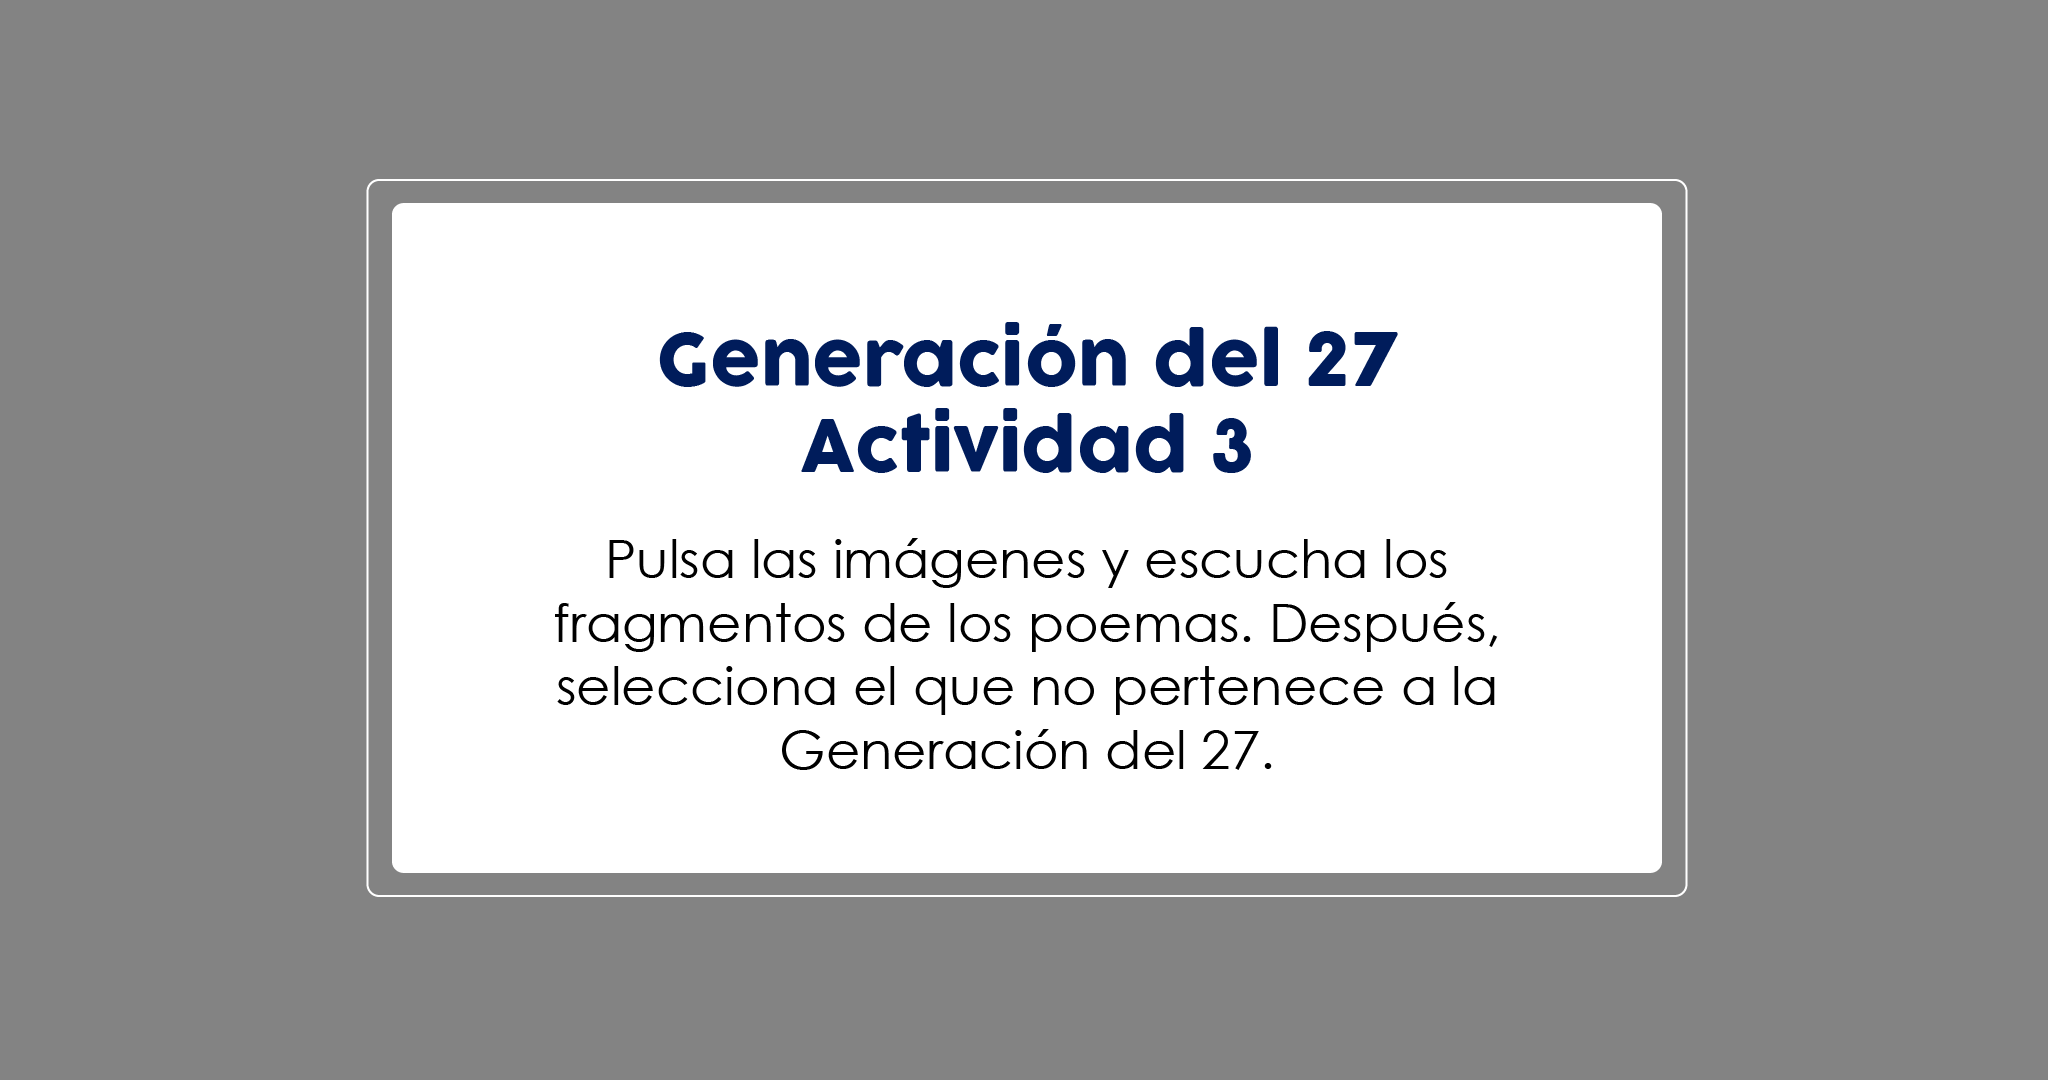 Generación del 27
Actividad 3
Pulsa las imágenes y escucha los
fragmentos de los poemas. Después,
selecciona el que no pertenece a la
Generación del 27.